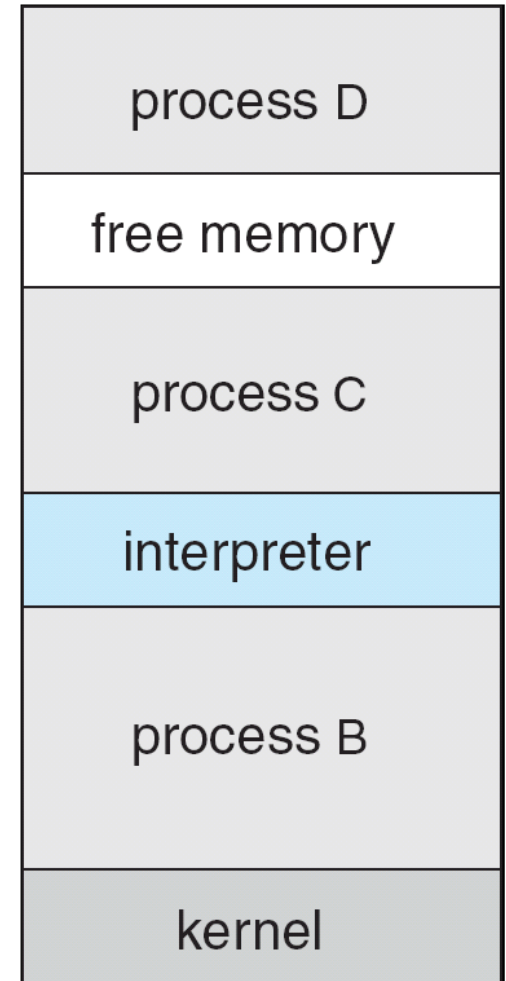 process D
free memory
process C
interpreter
process B
kernel